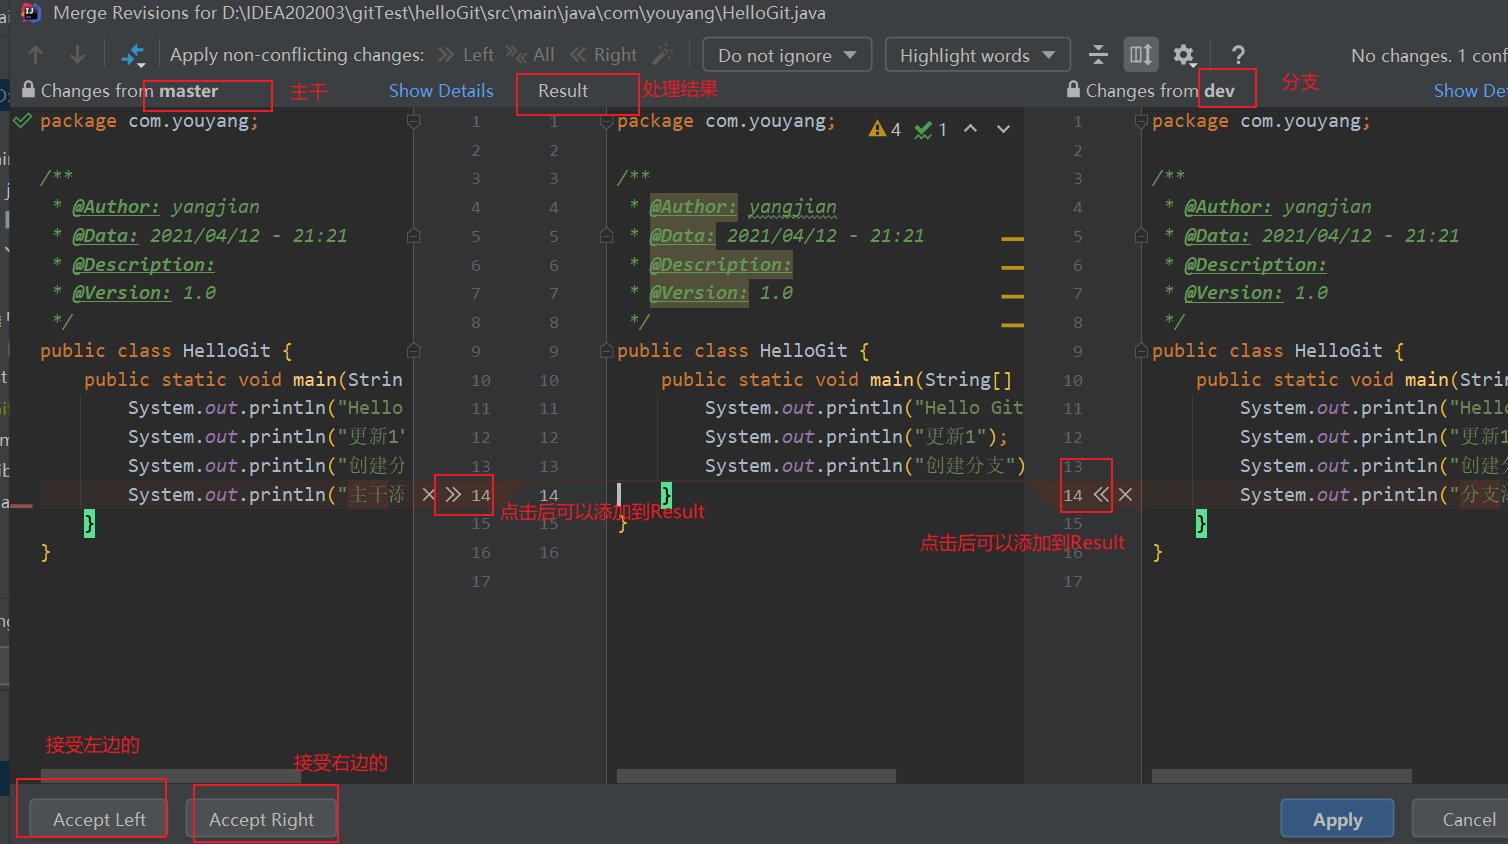 Merge Revisions for D:\IDEA202003\gitTest\helloGit\src\main\java\com\youyang\HelloGit.java
Apply non-conflicting changes: Left All Right Do not ignore Highlight words ? No changes. 1 conf
Changes from master 主干 Show Details Result 处理结果 Changes from dev 分支 Show De
package com.youyang; 1 1 package com.youyang; 4 1 1 package com.youyang;
2 2 2
/** 3 3 /** 3 /**
* @Author: yangjian 4 4 * @Author: yangjian 4 * @Author: yangjian
* @Data: 2021/04/12 - 21:21 5 5 * @Data: 2021/04/12 - 21:21 5 * @Data: 2021/04/12 - 21:21
* @Description: 6 6 * @Description: 6 * @Description:
* @Version: 1.0 7 7 * @Version: 1.0 7 * @Version: 1.0
*/ 8 8 */ 8 */
public class HelloGit { 9 9 public class HelloGit { 9 public class HelloGit {
public static void main(Strin 10 10 public static void main(String[] 10 public static void main(Strin
System.out.println("Hello 11 11 System.out.println("Hello Git 11 System.out.println("Hello
System.out.println("更新1" 12 12 System.out.println("更新1"); 12 System.out.println("更新1
System.out.println("创建分 13 13 System.out.println("创建分支") 13 System.out.println("创建分
System.out.println("主干添 14 14 } 14 System.out.println("分支添
点击后可以添加到Result
} 15 15 } 15 }
点击后可以添加到Result
} 16 16 16 }
17 17
接受左边的
接受右边的
Accept Left Accept Right Apply Cancel